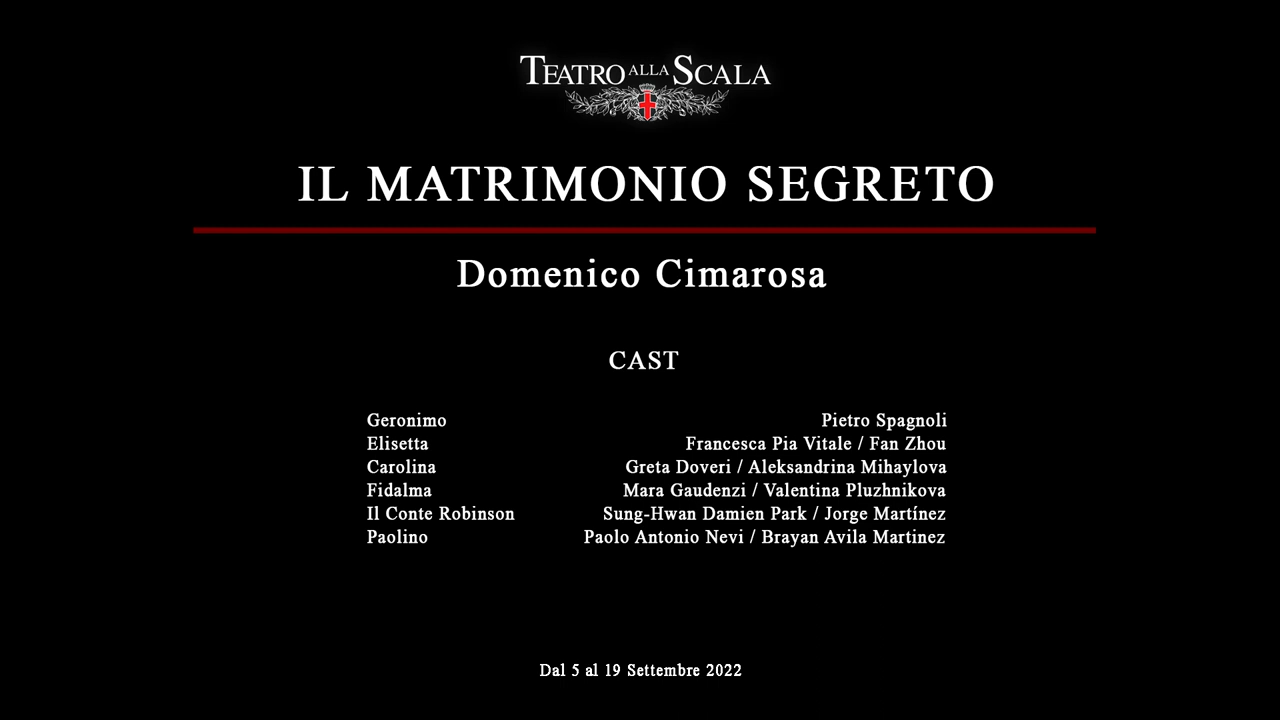 TEATRO ALLA SCALA
IL MATRIMONIO SEGRETO
Domenico Cimarosa
CAST
Geronimo Pietro Spagnoli
Elisetta Francesca Pia Vitale / Fan Zhou
Carolina Greta Doveri / Aleksandrina Mihaylova
Fidalma Mara Gaudenzi / Valentina Pluzhnikova
Il Conte Robinson Sung-Hwan Damien Park / Jorge Martínez
Paolino Paolo Antonio Nevi / Brayan Avila Martinez
Dal 5 al 19 Settembre 2022